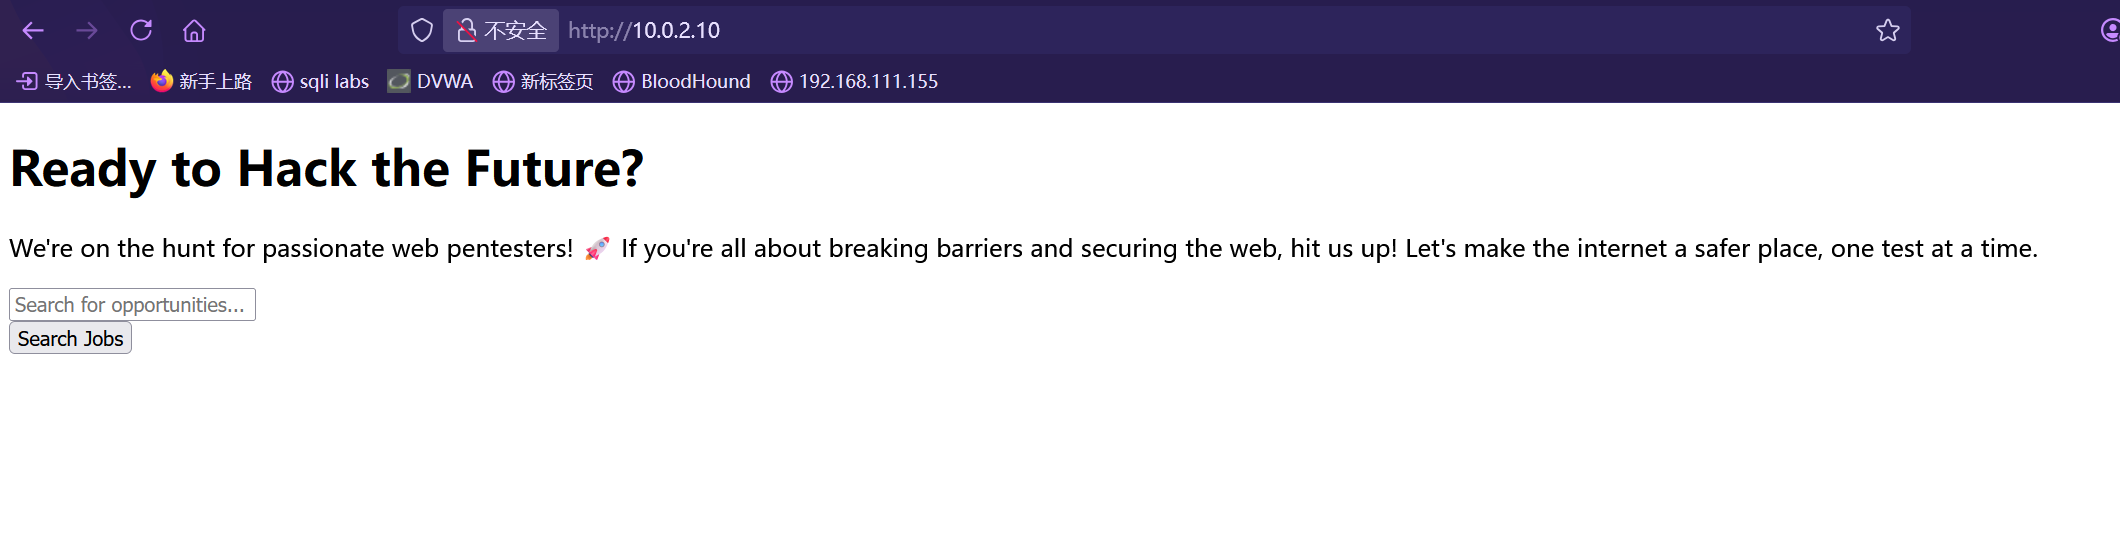 不安全 http://10.0.2.10
导入书签... 新手上路 sqli labs DVWA 新标签页 BloodHound 192.168.111.155
Ready to Hack the Future?
We're on the hunt for passionate web pentesters! 🚀 If you're all about breaking barriers and securing the web, hit us up! Let's make the internet a safer place, one test at a time.
Search for opportunities...
Search Jobs